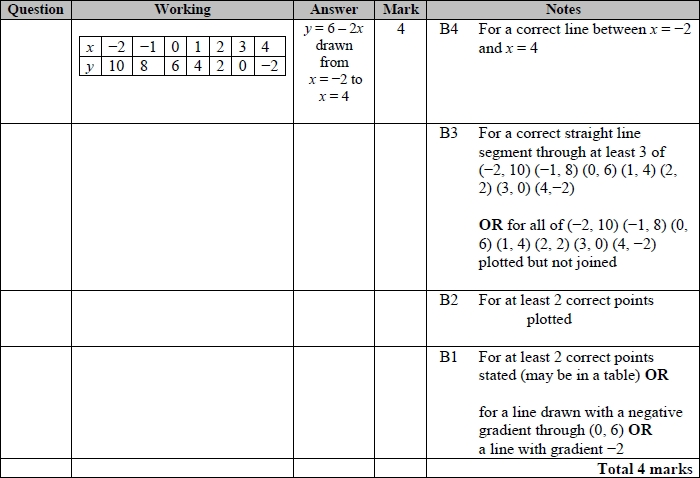 Question Working Answer Mark Notes
x −2 −1 0 1 2 3 4
y 10 8 6 4 2 0 −2
y = 6 – 2x
drawn
from
x = −2 to
x = 4
4
B4 For a correct line between x = −2
and x = 4
B3 For a correct straight line
segment through at least 3 of
(−2, 10) (−1, 8) (0, 6) (1, 4) (2,
2) (3, 0) (4,−2)
OR for all of (−2, 10) (−1, 8) (0,
6) (1, 4) (2, 2) (3, 0) (4, −2)
plotted but not joined
B2 For at least 2 correct points
plotted
B1 For at least 2 correct points
stated (may be in a table) OR
for a line drawn with a negative
gradient through (0, 6) OR
a line with gradient −2
Total 4 marks